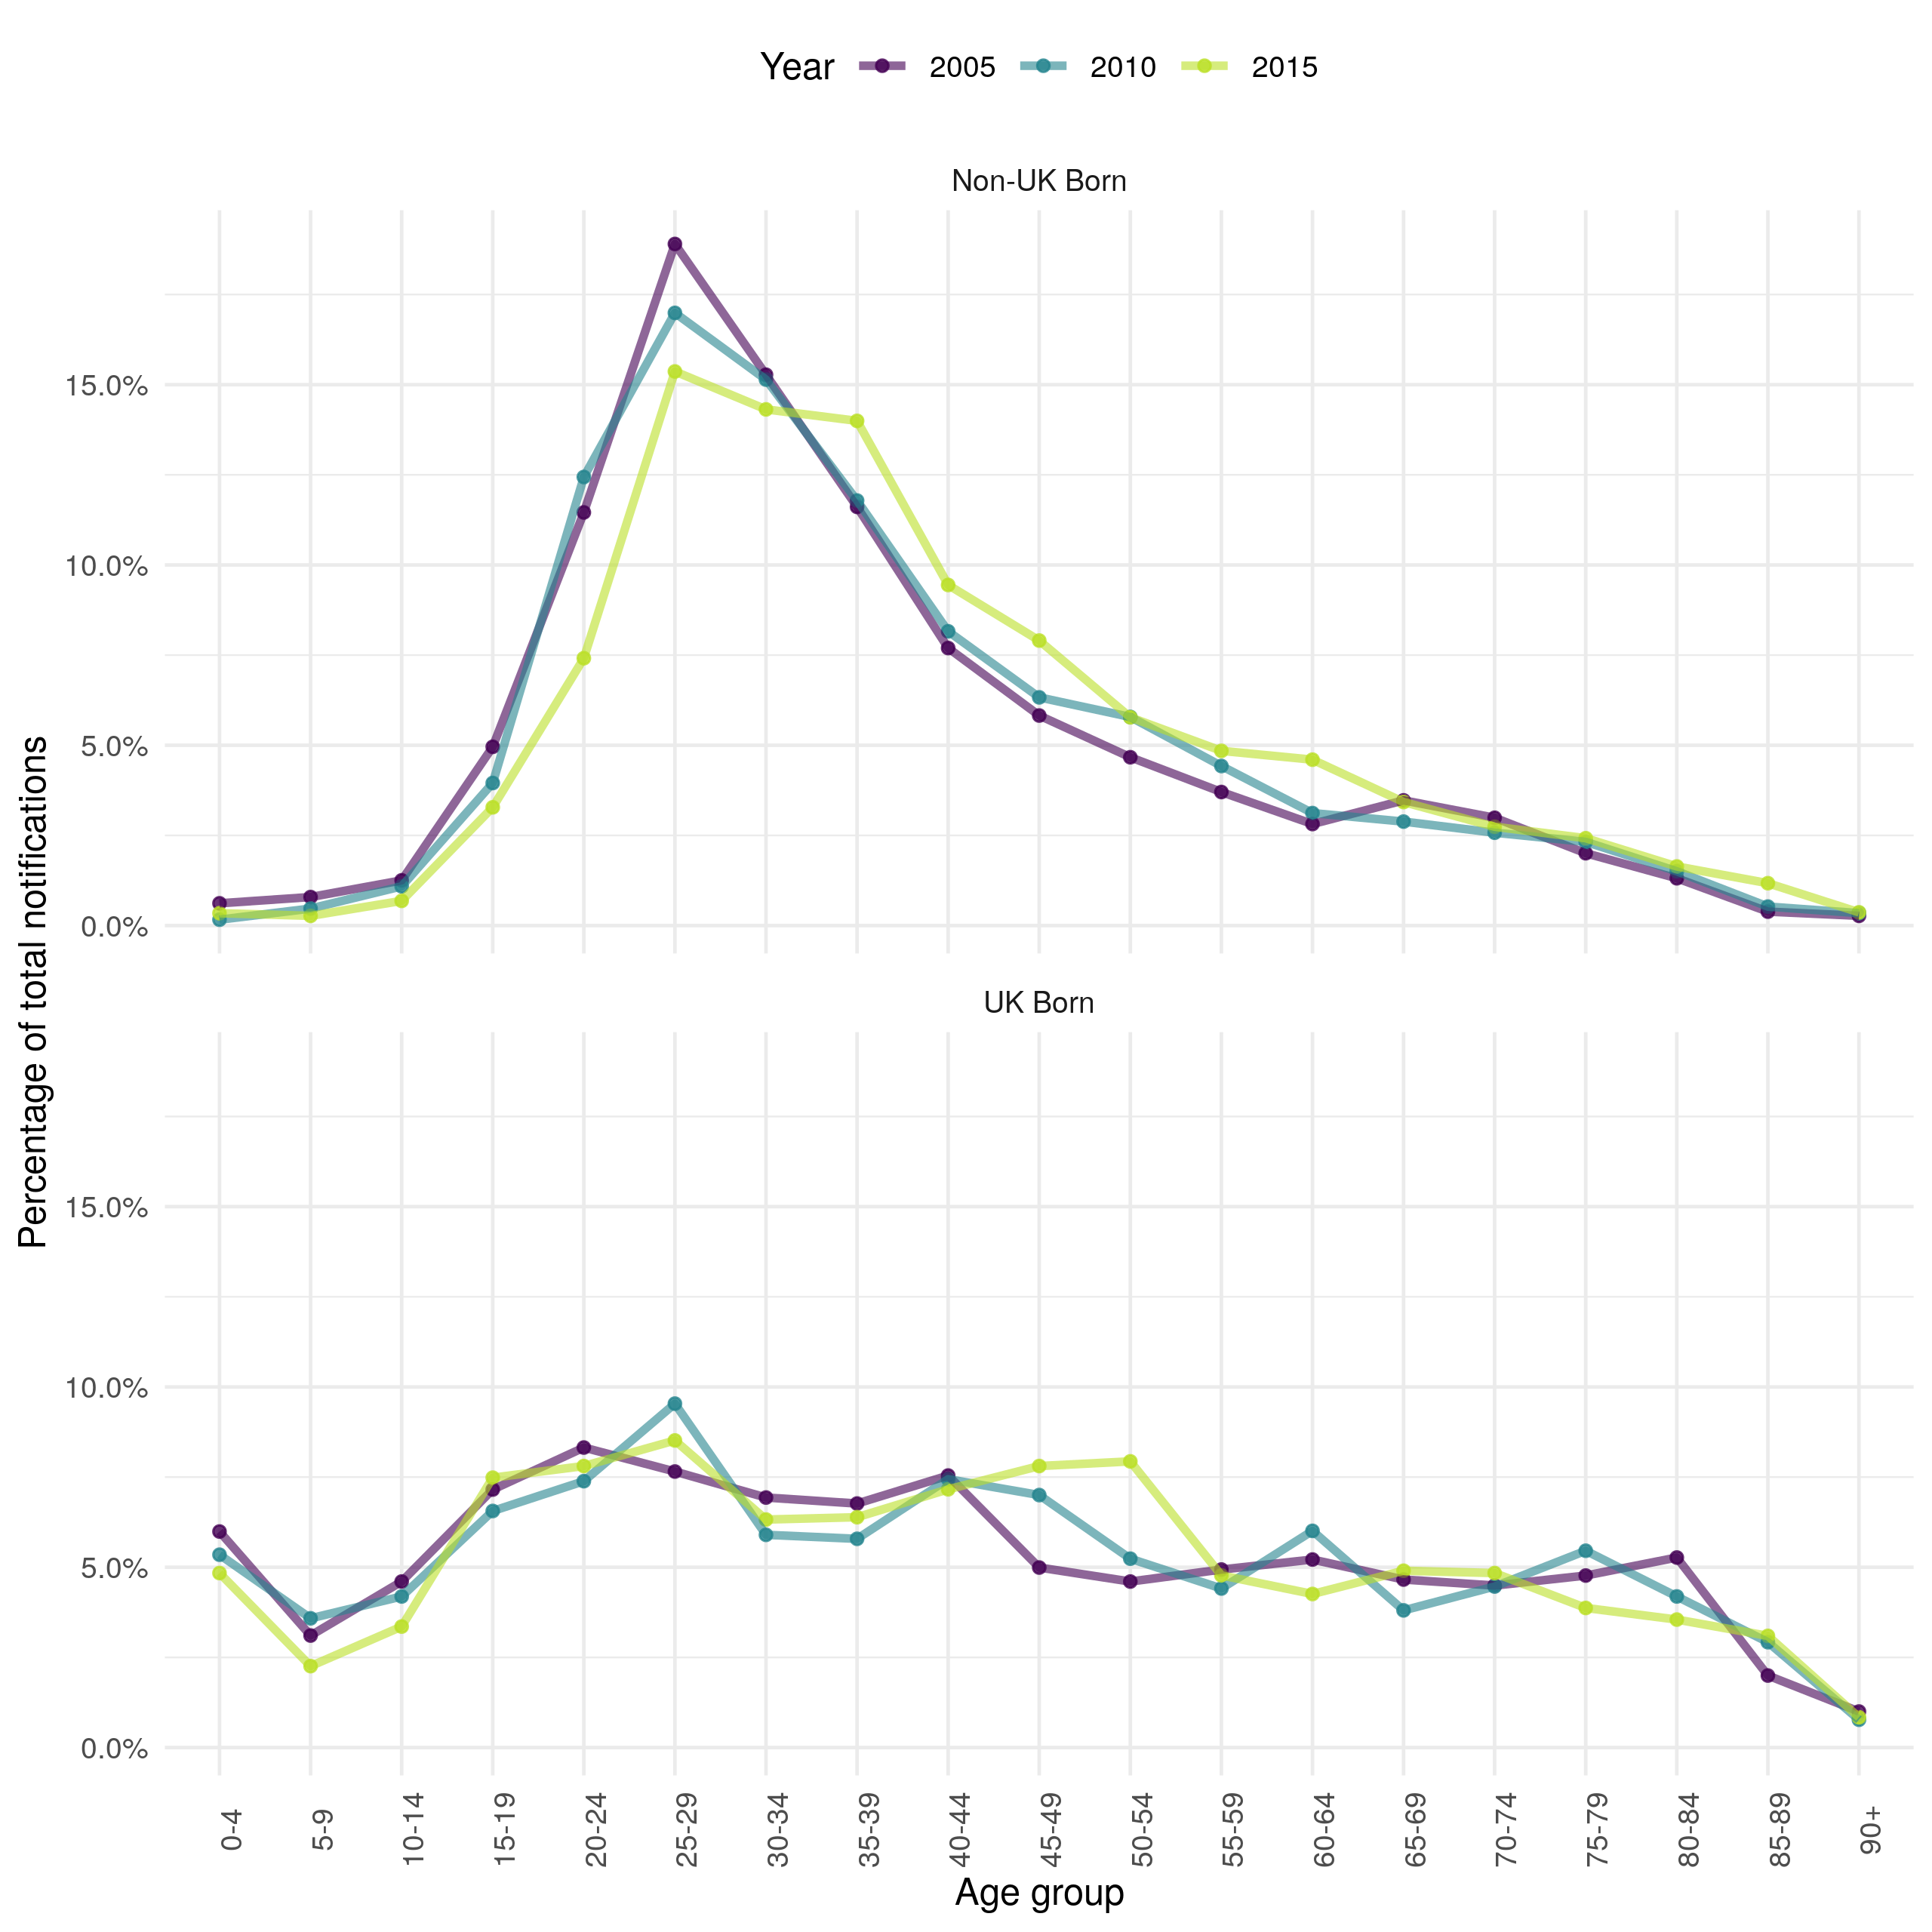 Year 2005 2010 2015
Non-UK Born
15.0%
10.0%
5.0%
0.0%
Percentage of total notifications
UK Born
15.0%
10.0%
5.0%
0.0%
0-4 5-9 10-14 15-19 20-24 25-29 30-34 35-39 40-44 45-49 50-54 55-59 60-64 65-69 70-74 75-79 80-84 85-89 90+
Age group